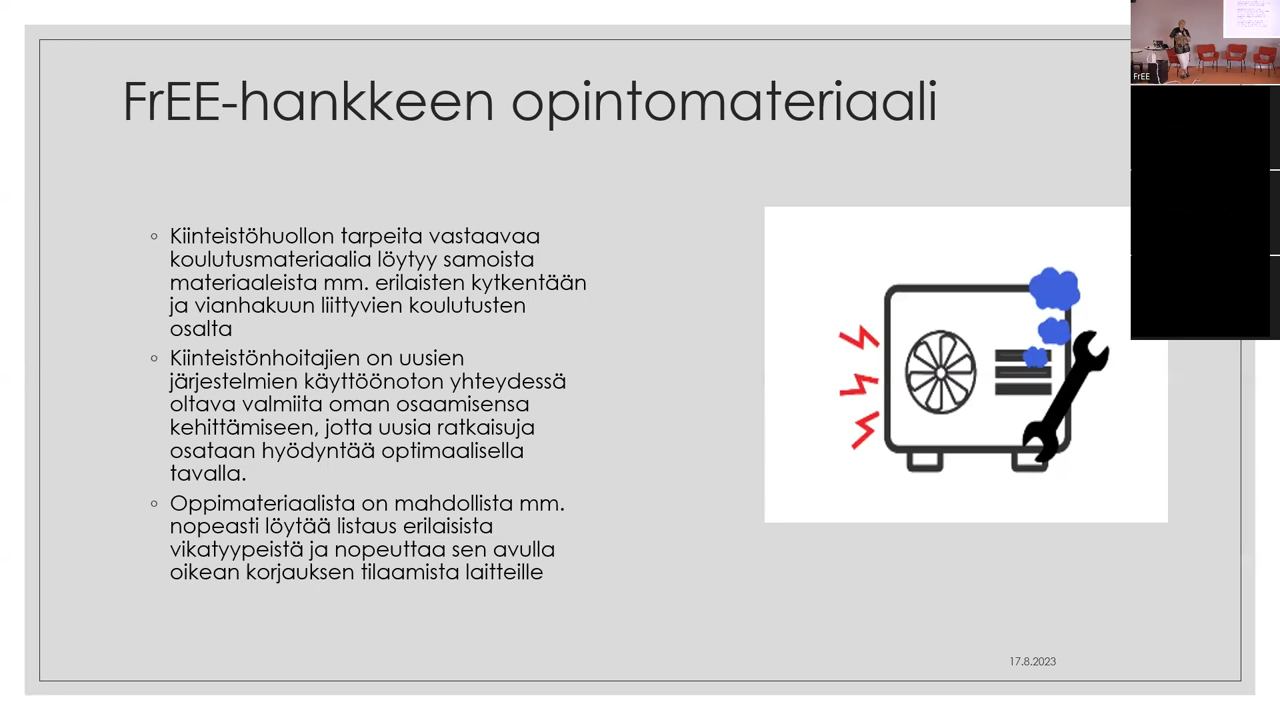 FrEE-hankkeen opintomateriaali
Kiinteistöhuollon tarpeita vastaavaa
koulutusmateriaalia löytyy samoista
materiaaleista mm. erilaisten kytkentään
ja vianhakuun liittyvien koulutusten
osalta
Kiinteistönhoitajien on uusien
järjestelmien käyttöönoton yhteydessä
oltava valmiita oman osaamisensa
kehittämiseen, jotta uusia ratkaisuja
osataan hyödyntää optimaalisella
tavalla.
Oppimateriaalista on mahdollista mm.
nopeasti löytää listaus erilaisista
vikatyypeistä ja nopeuttaa sen avulla
oikean korjauksen tilaamista laitteille
17.8.2023
FrEE